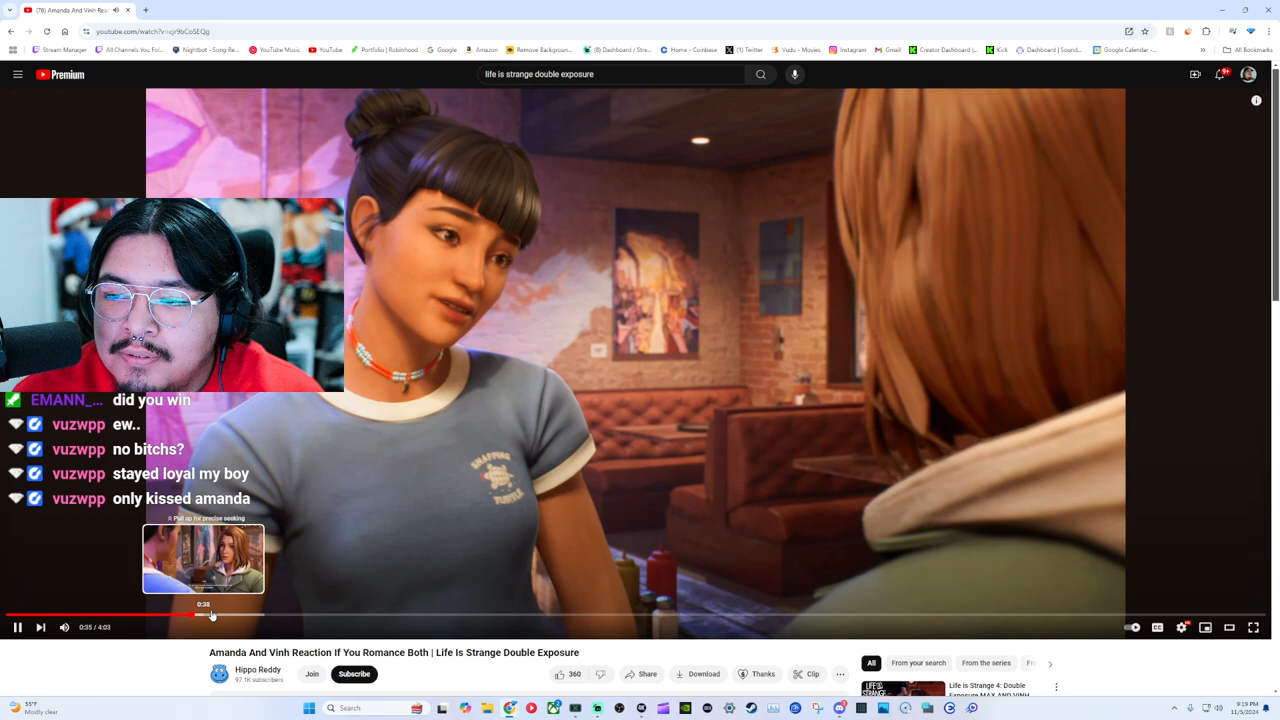 (76) Amanda And Vinh Rea
youtube.com/watch?v=cjr9bCoSEQg
Stream Manager
All Channels You Fol...
Nightbot - Song Re...
YouTube Music
YouTube
Portfolio | Robinhood
Google
Amazon
Remove Backgroun...
(8) Dashboard / Stre...
Home - Coinbase
(1) Twitter
Vudu - Movies
Instagram
Gmail
Creator Dashboard |...
Kick
Dashboard | Sound...
Google Calendar -...
All Bookmarks
Premium
life is strange double exposure
9+
SNAPPING
TURTLE
EMANN_... did you win
vuzwpp ew..
vuzwpp no bitchs?
vuzwpp stayed loyal my boy
vuzwpp only kissed amanda
Pull up for precise seeking
0:38
0:35 / 4:03
Amanda And Vinh Reaction If You Romance Both | Life Is Strange Double Exposure
Hippo Reddy
97.1K subscribers
Join
Subscribe
360
Share
Download
Thanks
Clip
All
From your search
From the series
Life is Strange 4: Double
Exposure MAX AND VINH
55°F
Mostly clear
Search
9:19 PM
11/5/2024